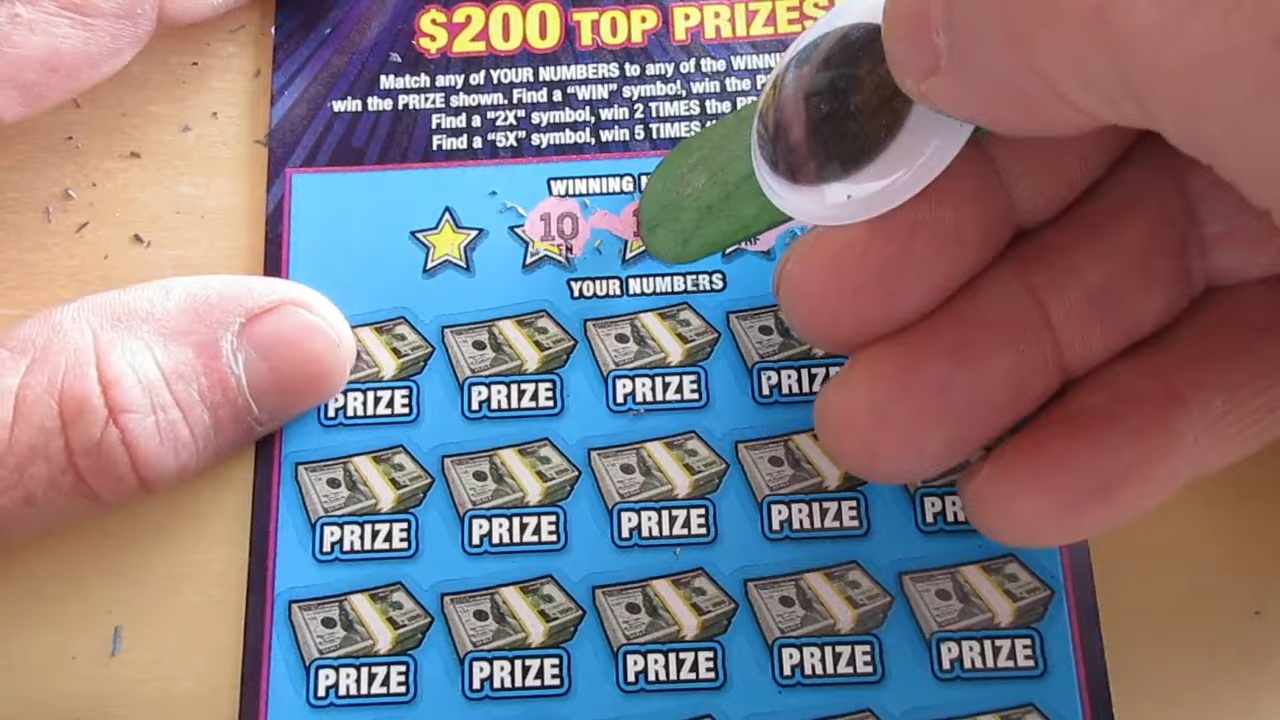 $200 TOP PRIZES
Match any of YOUR NUMBERS to any of the
win the PRIZE shown. Find a "WIN" symbol, win the
Find a "2X" symbol, win 2 TIMES the
Find a "5X" symbol, win 5 TIMES
WINNING
10
YOUR NUMBERS
PRIZE PRIZE PRIZE PRIZE
PRIZE PRIZE PRIZE PRIZE
PRIZE PRIZE PRIZE PRIZE PRIZE